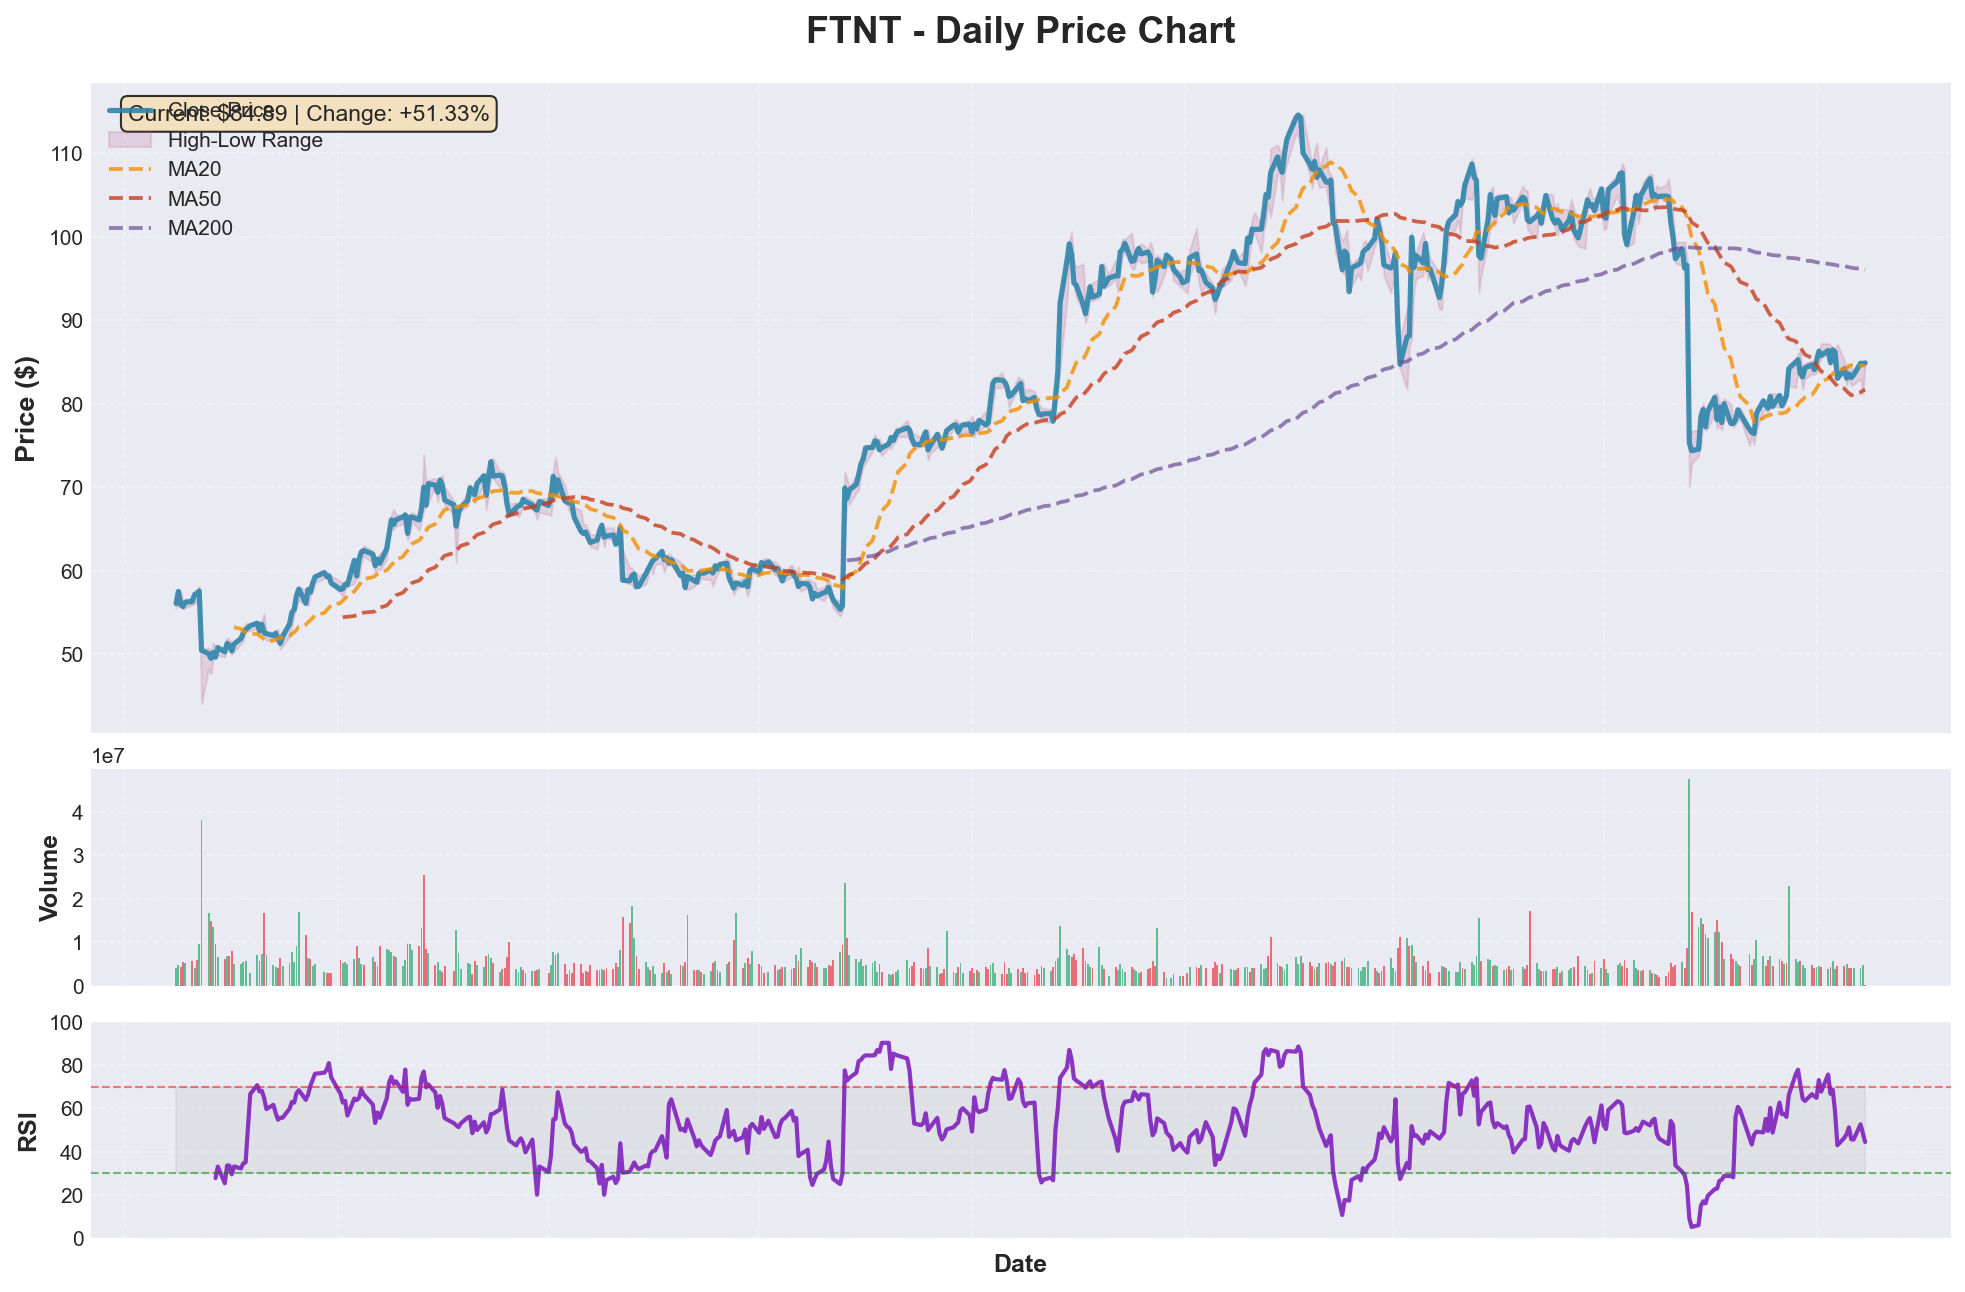 FTNT - Daily Price Chart
Current: $84.89 | Change: +51.33%
Close Price
High-Low Range
MA20
MA50
MA200
Price ($)
110
100
90
80
70
60
50
1e7
Volume
4
3
2
1
0
RSI
100
80
60
40
20
0
Date